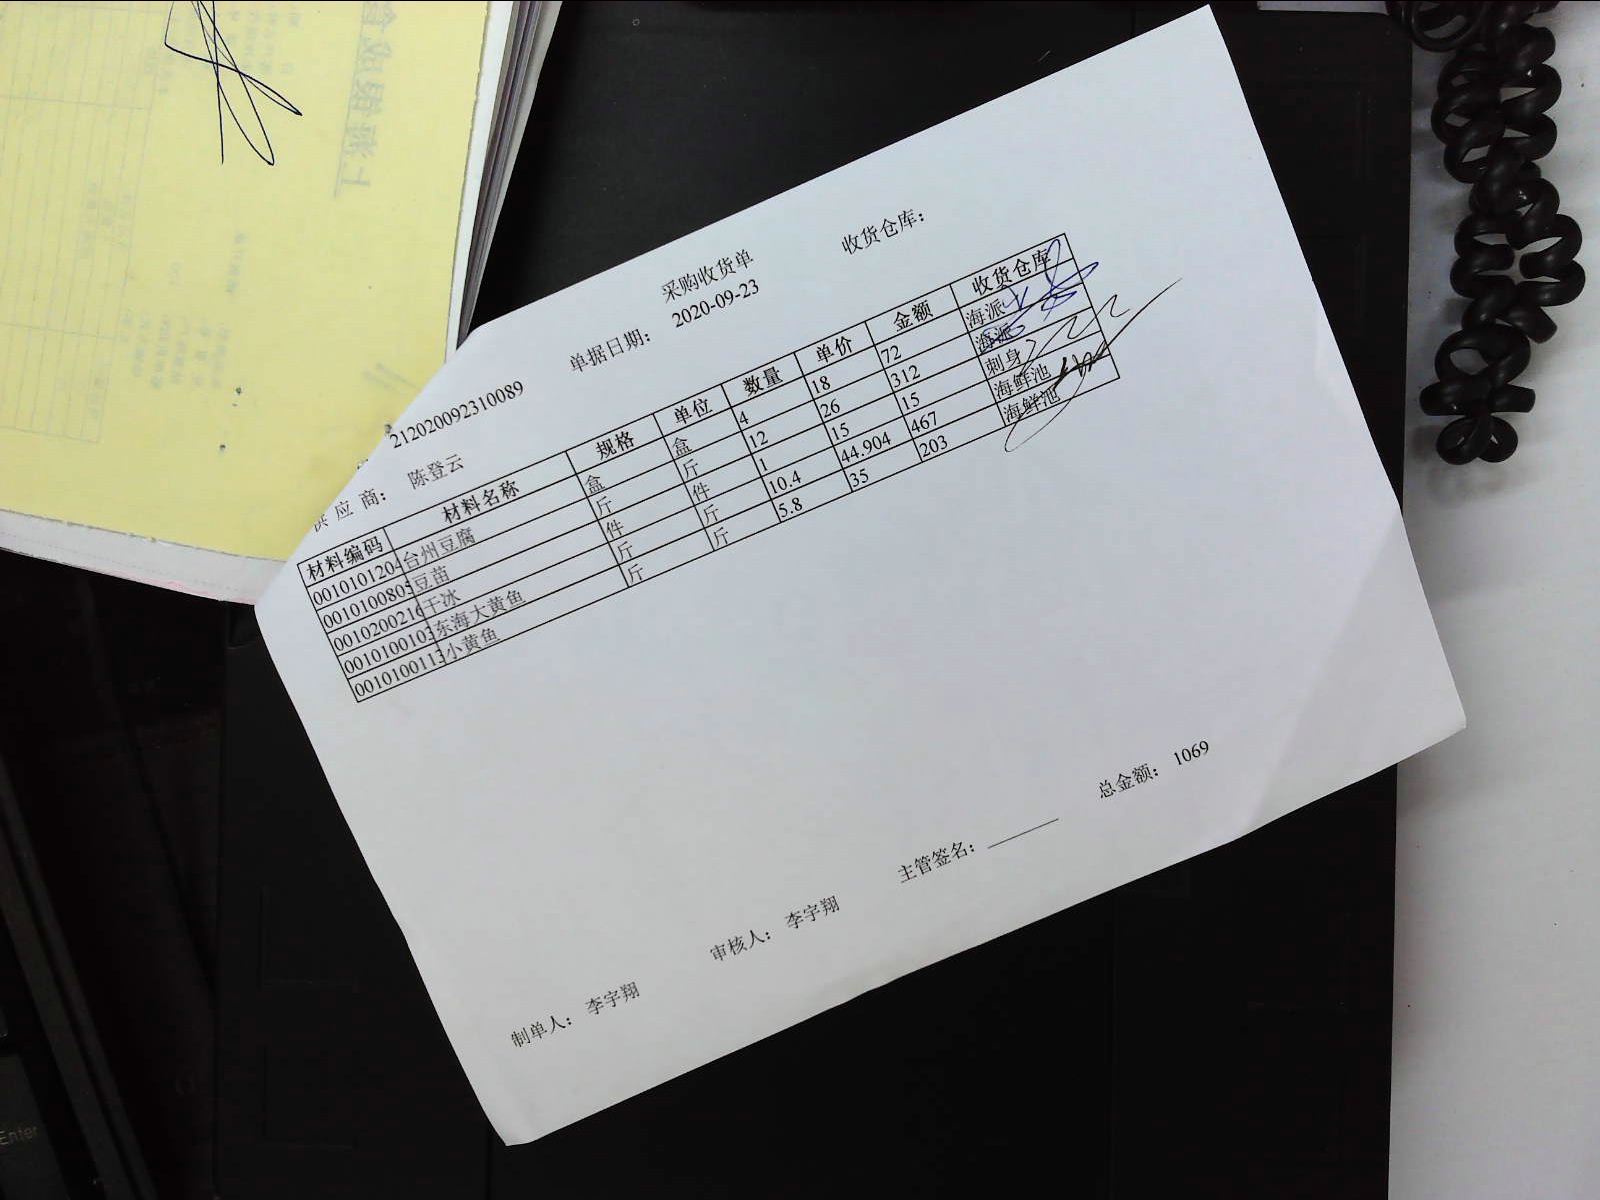 采购收货单
收货仓库：
212020092310089 单据日期： 2020-09-23
供 应 商： 陈登云
材料编码 材料名称 规格 单位 数量 单价 金额 收货仓库
0010101204 台州豆腐 盒 盒 4 18 72 海派
0010100805 豆苗 斤 斤 12 26 312 海派
0010200216 干冰 件 件 1 15 15 刺身
0010100103 东海大黄鱼 斤 斤 10.4 44.904 467 海鲜池
0010100113 小黄鱼 斤 斤 5.8 35 203 海鲜池
制单人： 李宇翔 审核人： 李宇翔 主管签名： 总金额： 1069
Enter